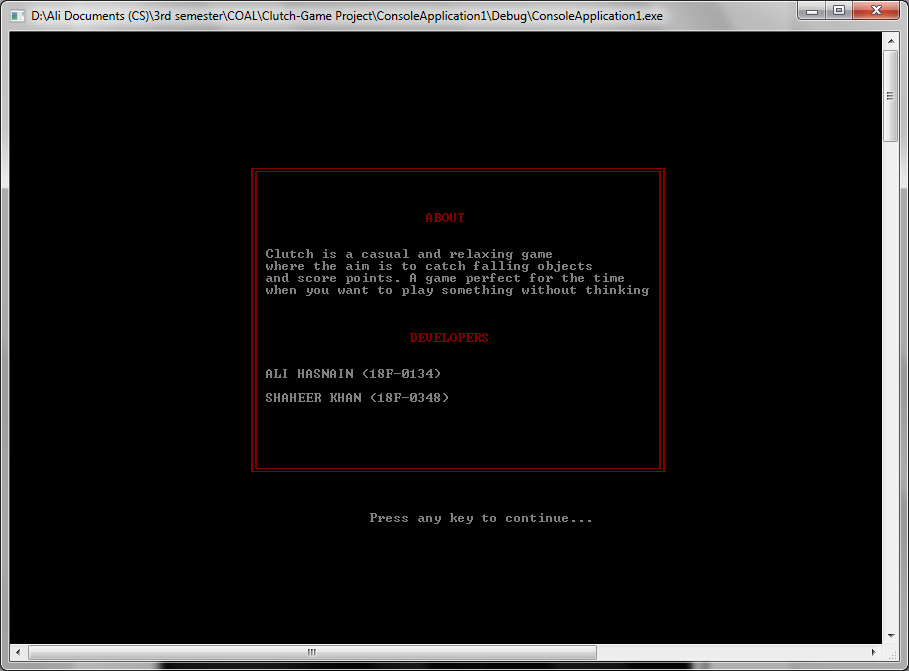 D:\Ali Documents (CS)\3rd semester\COAL\Clutch-Game Project\ConsoleApplication1\Debug\ConsoleApplication1.exe
ABOUT
Clutch is a casual and relaxing game
where the aim is to catch falling objects
and score points. A game perfect for the time
when you want to play something without thinking
DEVELOPERS
ALI HASNAIN (18F-0134)
SHAHEER KHAN (18F-0348)
Press any key to continue...